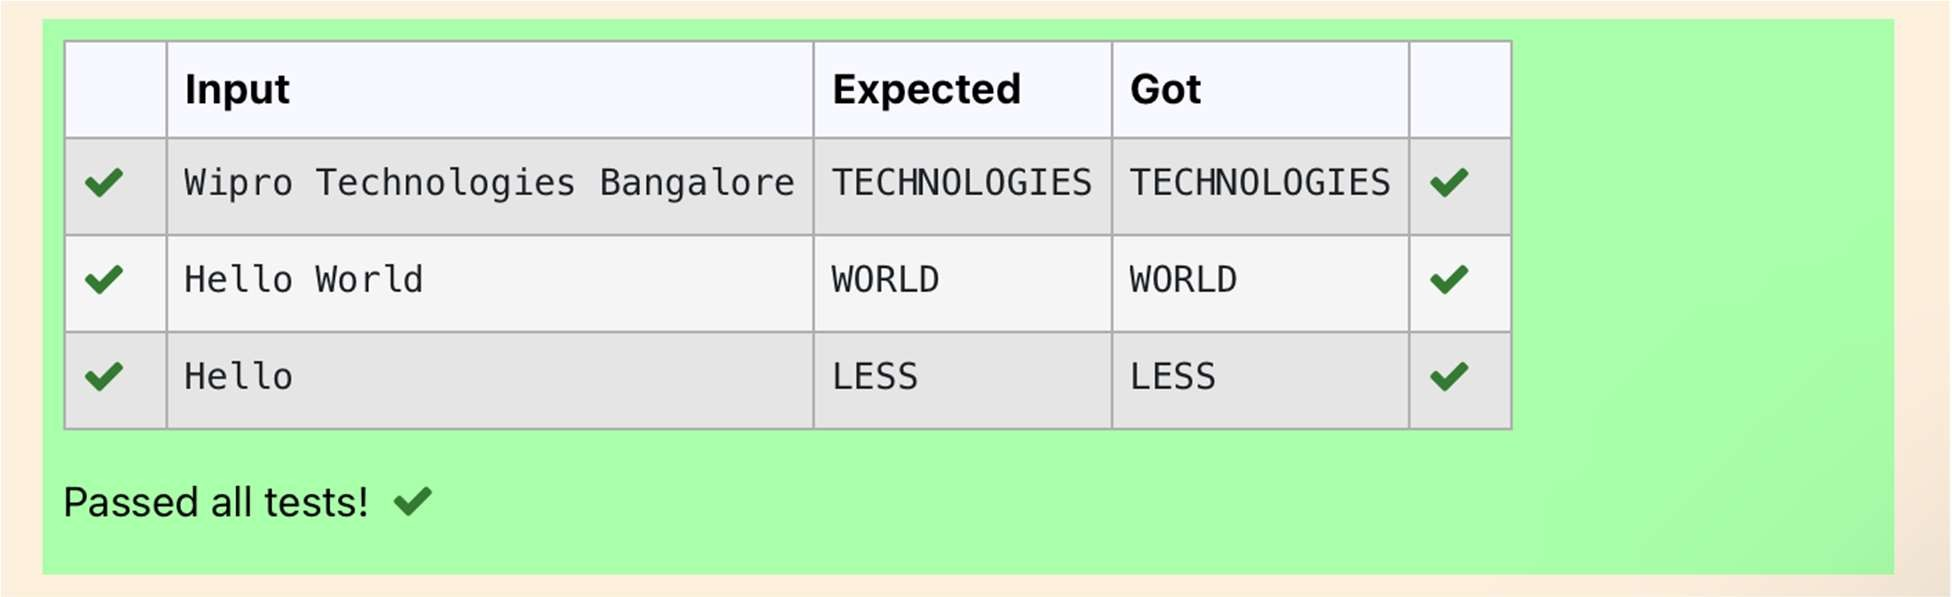 Input Expected Got
Wipro Technologies Bangalore TECHNOLOGIES TECHNOLOGIES
Hello World WORLD WORLD
Hello LESS LESS
Passed all tests!